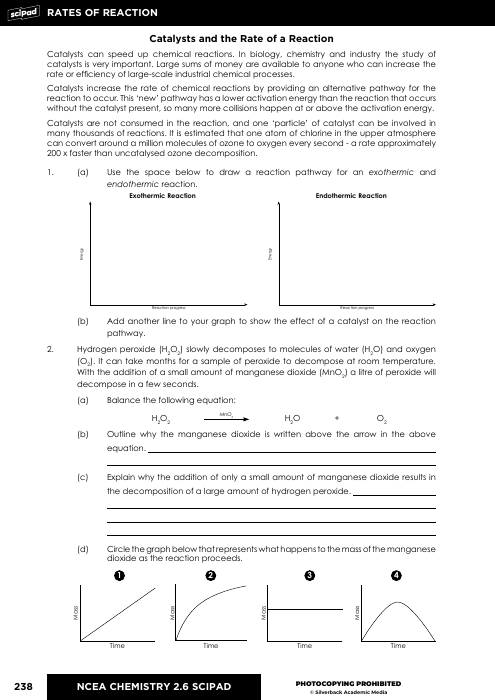 scipad RATES OF REACTION
Catalysts and the Rate of a Reaction
Catalysts can speed up chemical reactions. In biology, chemistry and industry the study of
catalysts is very important. Large sums of money are available to anyone who can increase the
rate or efficiency of large-scale industrial chemical processes.
Catalysts increase the rate of chemical reactions by providing an alternative pathway for the
reaction to occur. This 'new' pathway has a lower activation energy than the reaction that occurs
without the catalyst present, so many more collisions happen at or above the activation energy.
Catalysts are not consumed in the reaction, and one 'particle' of catalyst can be involved in
many thousands of reactions. It is estimated that one atom of chlorine in the upper atmosphere
can convert around a million molecules of ozone to oxygen every second - a rate approximately
200 x faster than uncatalysed ozone decomposition.
1. (a) Use the space below to draw a reaction pathway for an exothermic and
endothermic reaction.
Exothermic Reaction Endothermic Reaction
Energy Energy
Reaction progress Reaction progress
(b) Add another line to your graph to show the effect of a catalyst on the reaction
pathway.
2. Hydrogen peroxide (H2O2) slowly decomposes to molecules of water (H2O) and oxygen
(O2). It can take months for a sample of peroxide to decompose at room temperature.
With the addition of a small amount of manganese dioxide (MnO2) a litre of peroxide will
decompose in a few seconds.
(a) Balance the following equation:
H2O2 MnO2 H2O + O2
(b) Outline why the manganese dioxide is written above the arrow in the above
equation.
(c) Explain why the addition of only a small amount of manganese dioxide results in
the decomposition of a large amount of hydrogen peroxide.
(d) Circle the graph below that represents what happens to the mass of the manganese
dioxide as the reaction proceeds.
1 2 3 4
Mass Mass Mass Mass
Time Time Time Time
238 NCEA CHEMISTRY 2.6 SCIPAD PHOTOCOPYING PROHIBITED
© Silverback Academic Media